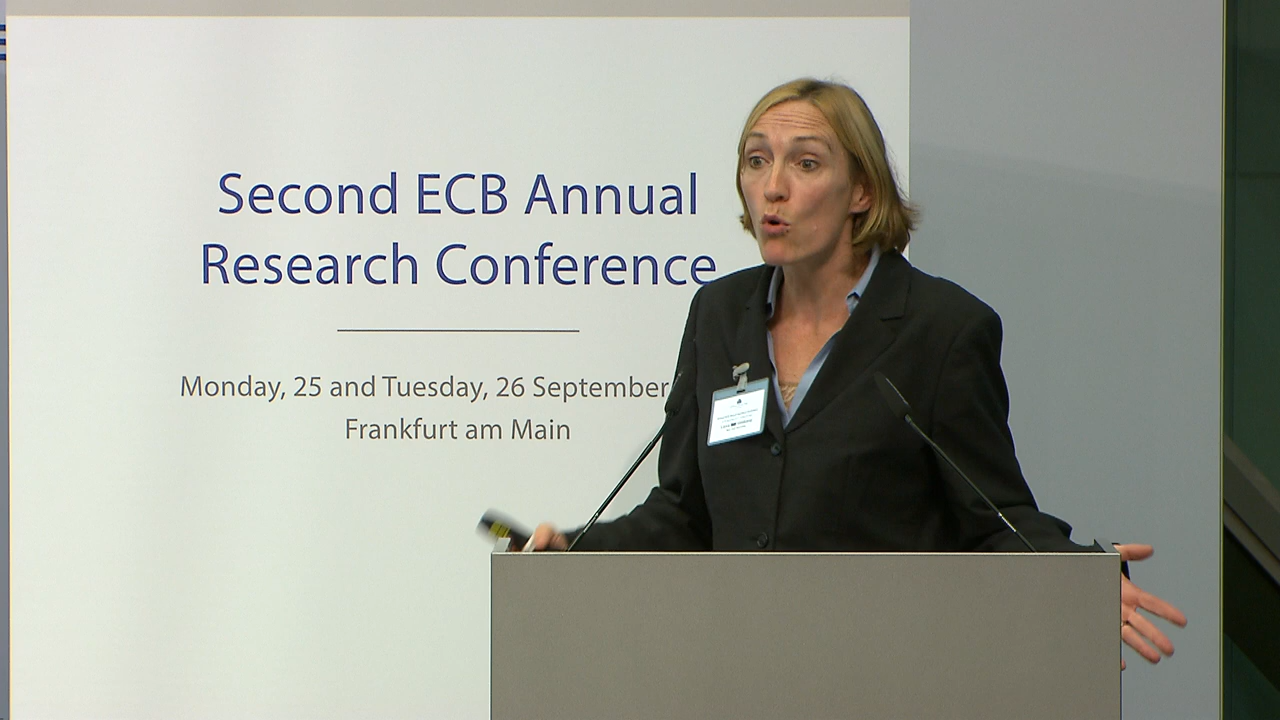 Second ECB Annual
Research Conference
Monday, 25 and Tuesday, 26 September
Frankfurt am Main